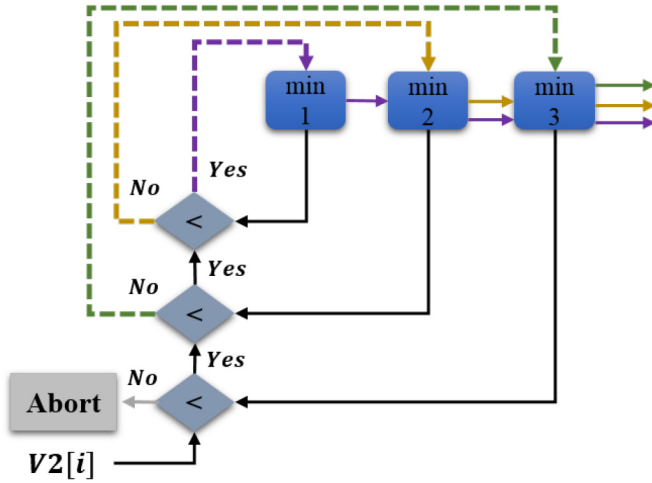 min
1
min
2
min
3
No
Yes
<
No
Yes
<
No
Yes
<
Abort
V2[i]